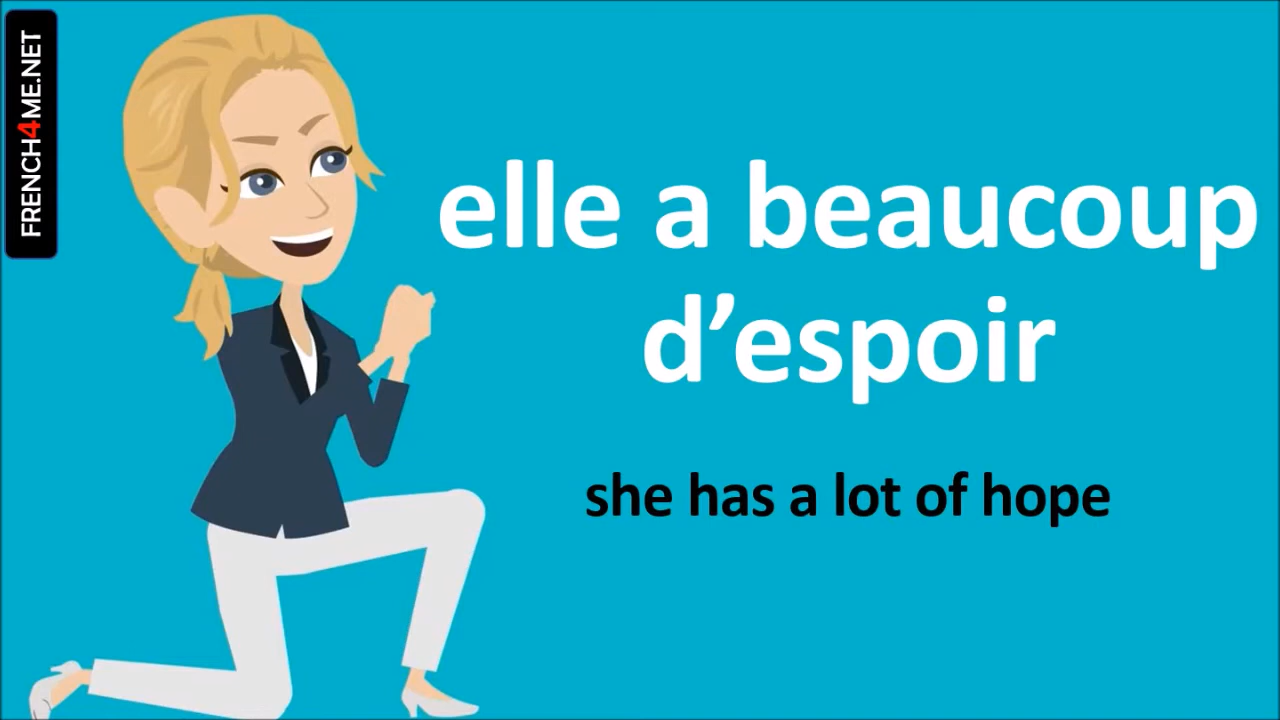 FRENCH4ME.NET
elle a beaucoup
d’espoir
she has a lot of hope